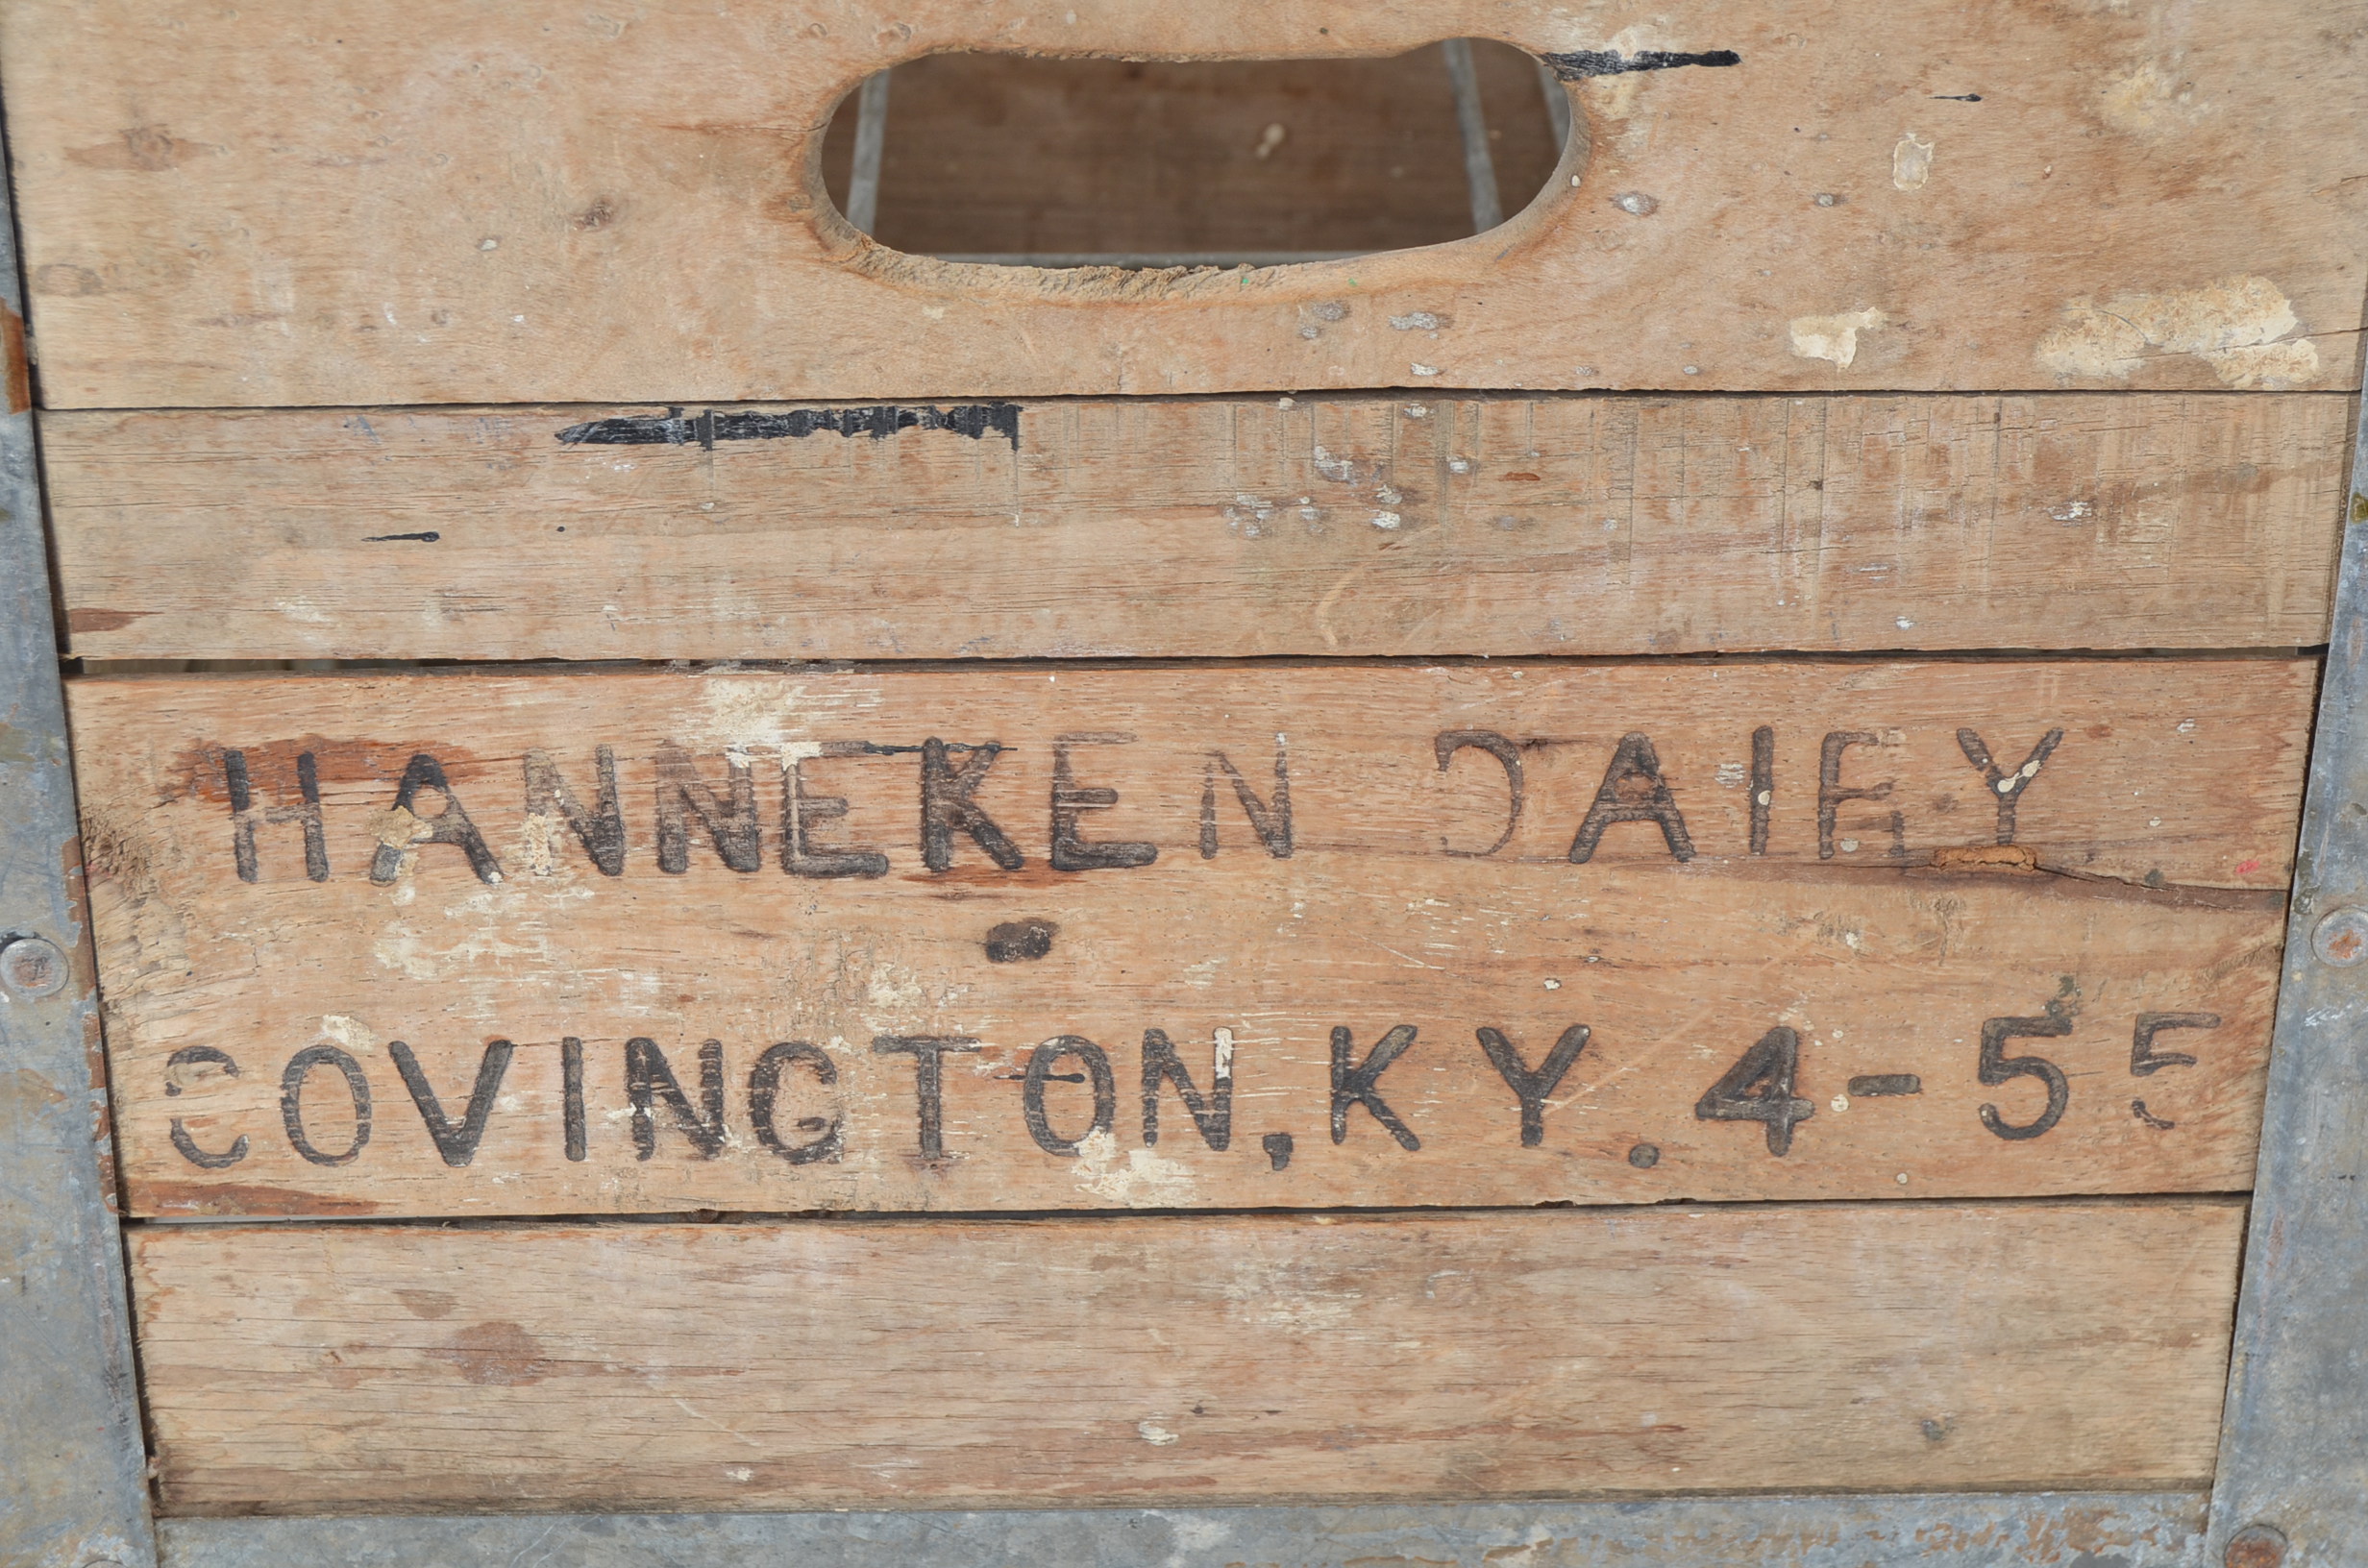 HANNEKEN DAIRY
COVINGTON, KY. 4-55